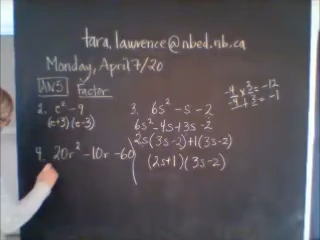 tara.lawrence@nbed.nb.ca
Monday, April 7/20
ANS Factor
2. c² - 9
(c+3)(c-3)
3. 6s² - s - 2
6s² - 4s + 3s - 2
2s(3s-2)+1(3s-2)
(2s+1)(3s-2)
-4 × 3 = -12
-4 + 3 = -1
4. 20r² - 10r - 60